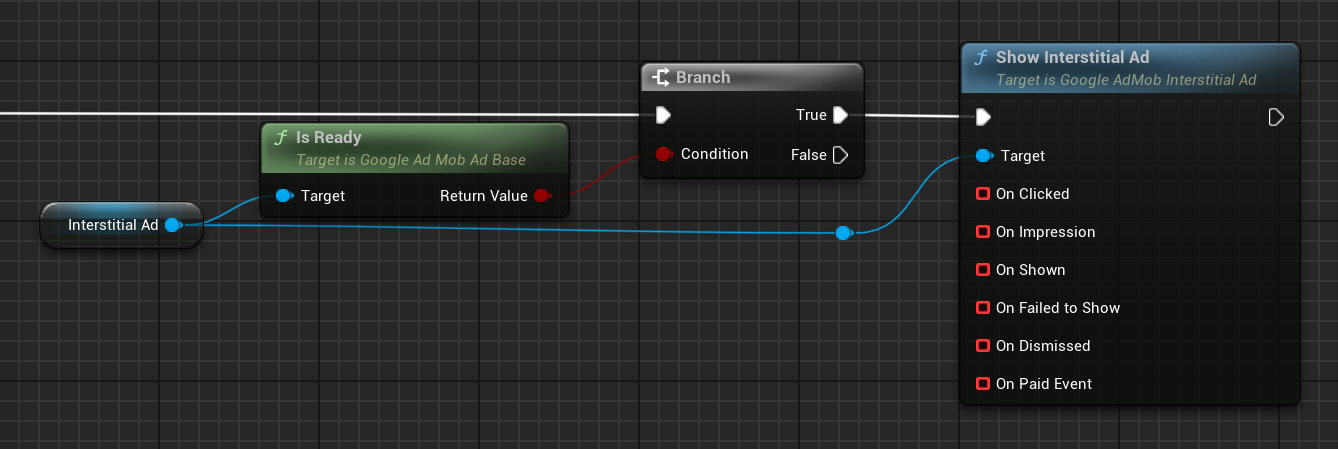 Interstitial Ad
Is Ready
Target is Google Ad Mob Ad Base
Target
Return Value
Branch
True
Condition
False
Show Interstitial Ad
Target is Google AdMob Interstitial Ad
Target
On Clicked
On Impression
On Shown
On Failed to Show
On Dismissed
On Paid Event